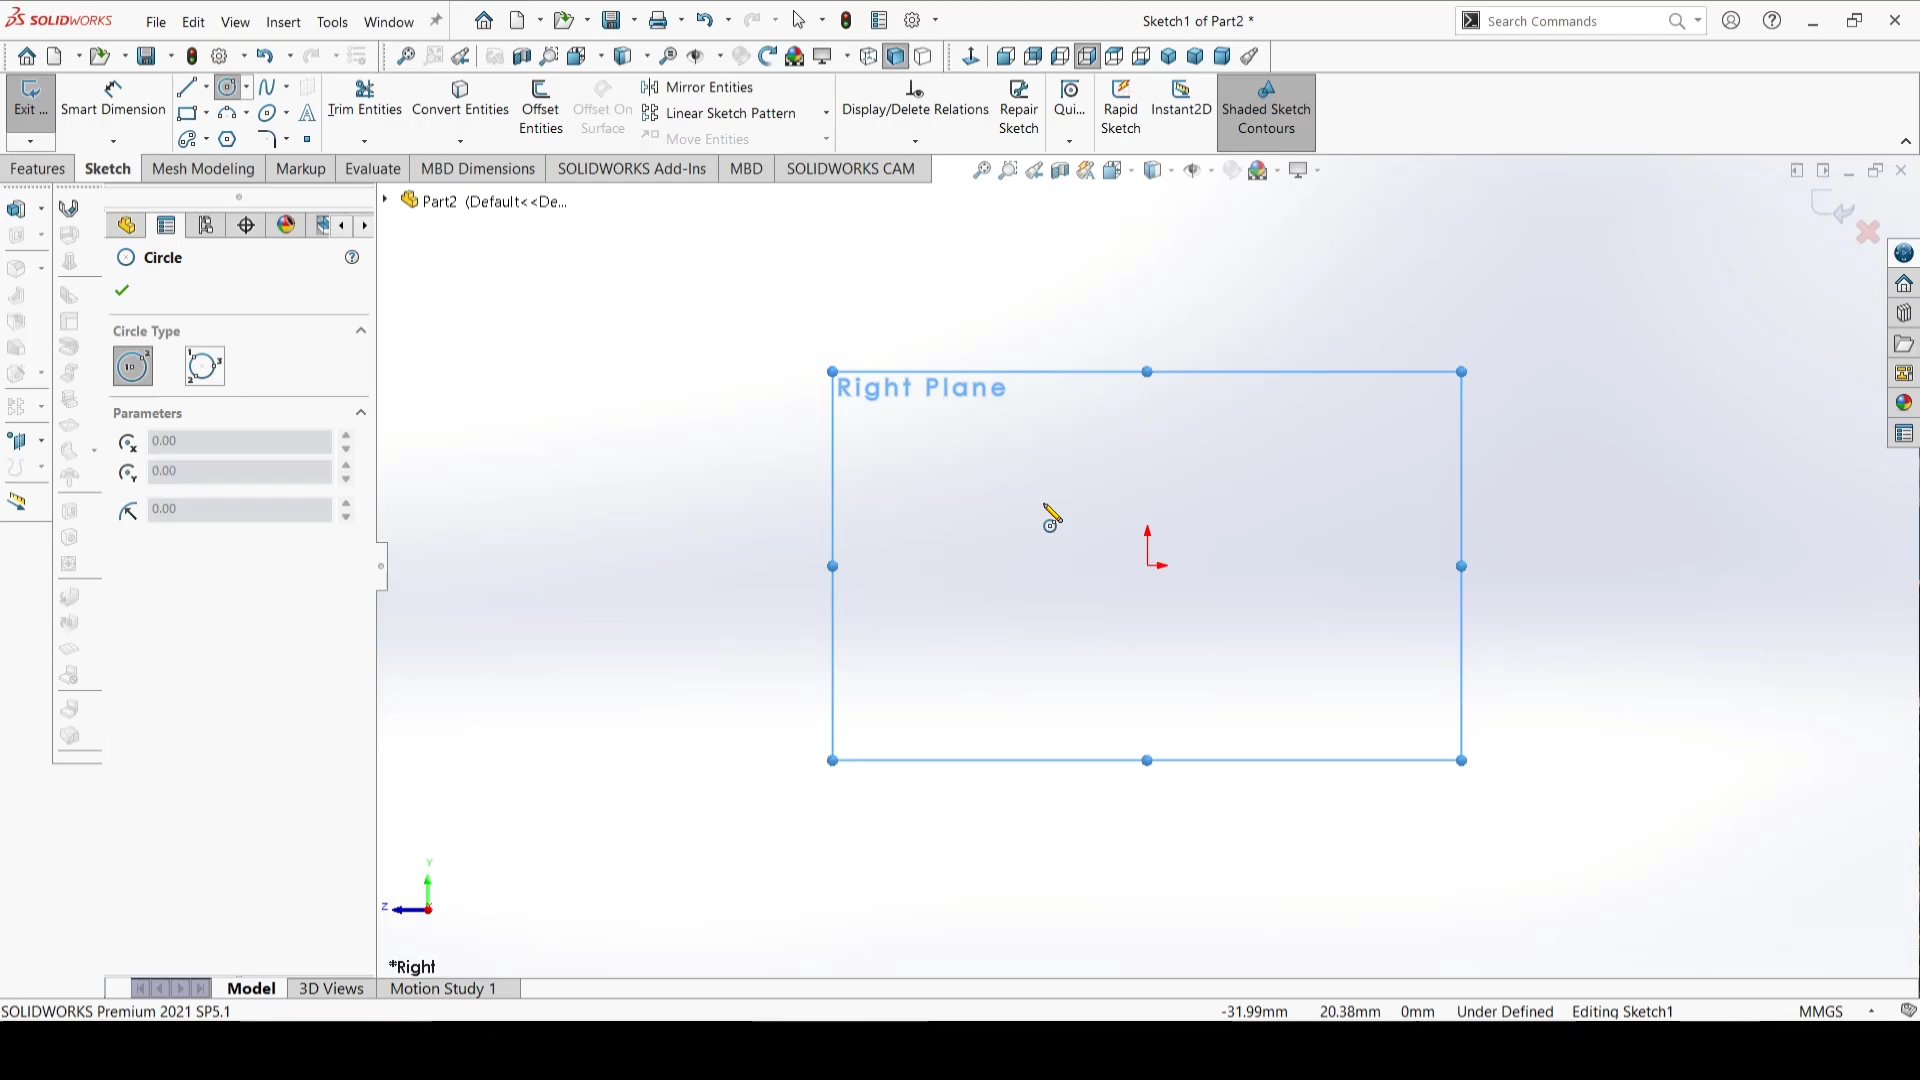 SOLIDWORKS File Edit View Insert Tools Window Sketch1 of Part2 * Search Commands
Exit ... Smart Dimension Trim Entities Convert Entities Offset Entities Offset On Surface Mirror Entities Linear Sketch Pattern Move Entities Display/Delete Relations Repair Sketch Qui... Rapid Sketch Instant2D Shaded Sketch Contours
Features Sketch Mesh Modeling Markup Evaluate MBD Dimensions SOLIDWORKS Add-Ins MBD SOLIDWORKS CAM
Part2 (Default<<De...
Circle
Circle Type
Parameters
0.00
0.00
0.00
Right Plane
Y
Z
*Right
Model 3D Views Motion Study 1
SOLIDWORKS Premium 2021 SP5.1 -31.99mm 20.38mm 0mm Under Defined Editing Sketch1 MMGS